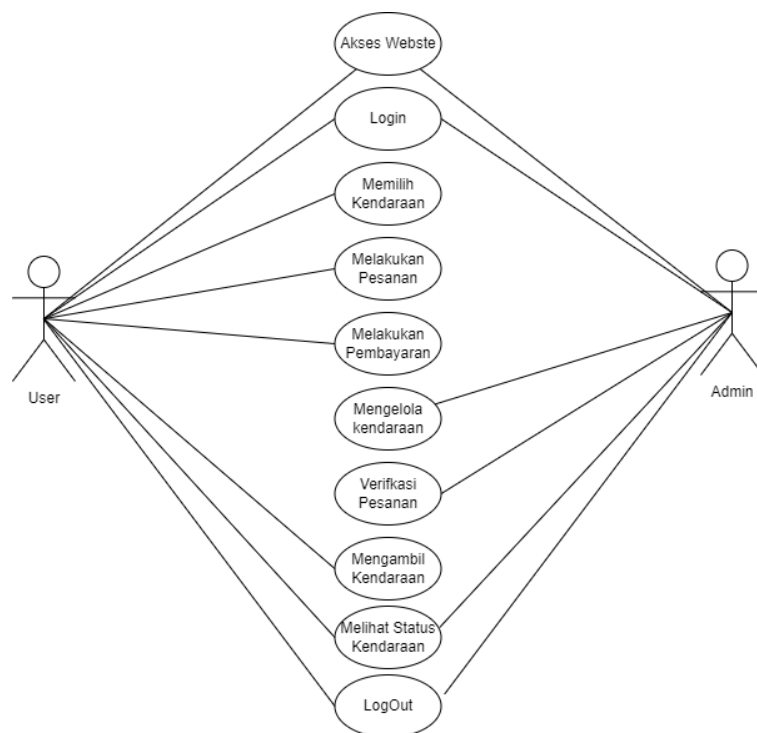 Akses Webste
Login
Memilih
Kendaraan
Melakukan
Pesanan
Melakukan
Pembayaran
User
Admin
Mengelola
kendaraan
Verifkasi
Pesanan
Mengambil
Kendaraan
Melihat Status
Kendaraan
LogOut